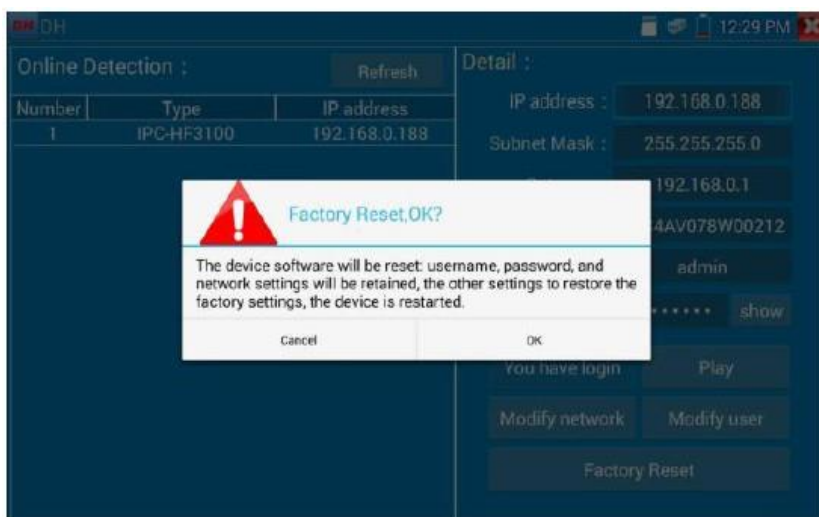 DH DH
12:29 PM
Online Detection :
Refresh
Number Type IP address
1 IPC-HF3100 192.168.0.188
Detail :
IP address : 192.168.0.188
Subnet Mask : 255.255.255.0
192.168.0.1
4AV078W00212
admin
show
Factory Reset,OK?
The device software will be reset: username, password, and
network settings will be retained, the other settings to restore the
factory settings, the device is restarted.
Cancel OK
You have login Play
Modify network Modify user
Factory Reset